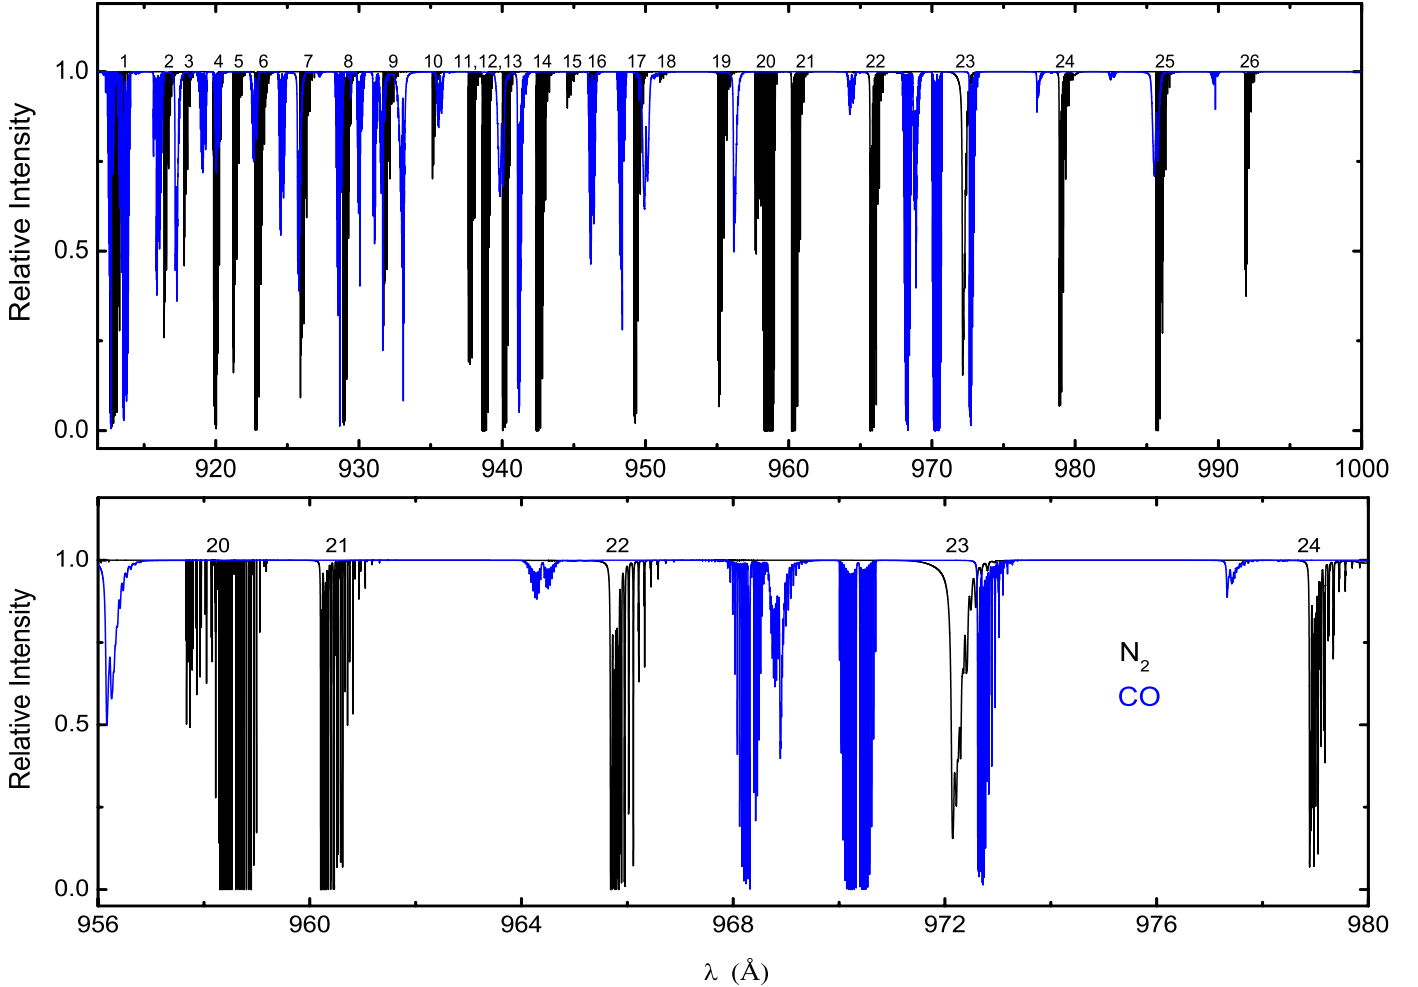 1 2 3 4 5 6 7 8 9 10 11,12,13 14 15 16 17 18 19 20 21 22 23 24 25 26
1.0
0.5
0.0
Relative Intensity
920 930 940 950 960 970 980 990 1000
20 21 22 23 24
1.0
0.5
0.0
Relative Intensity
N₂
CO
956 960 964 968 972 976 980
λ (Å)